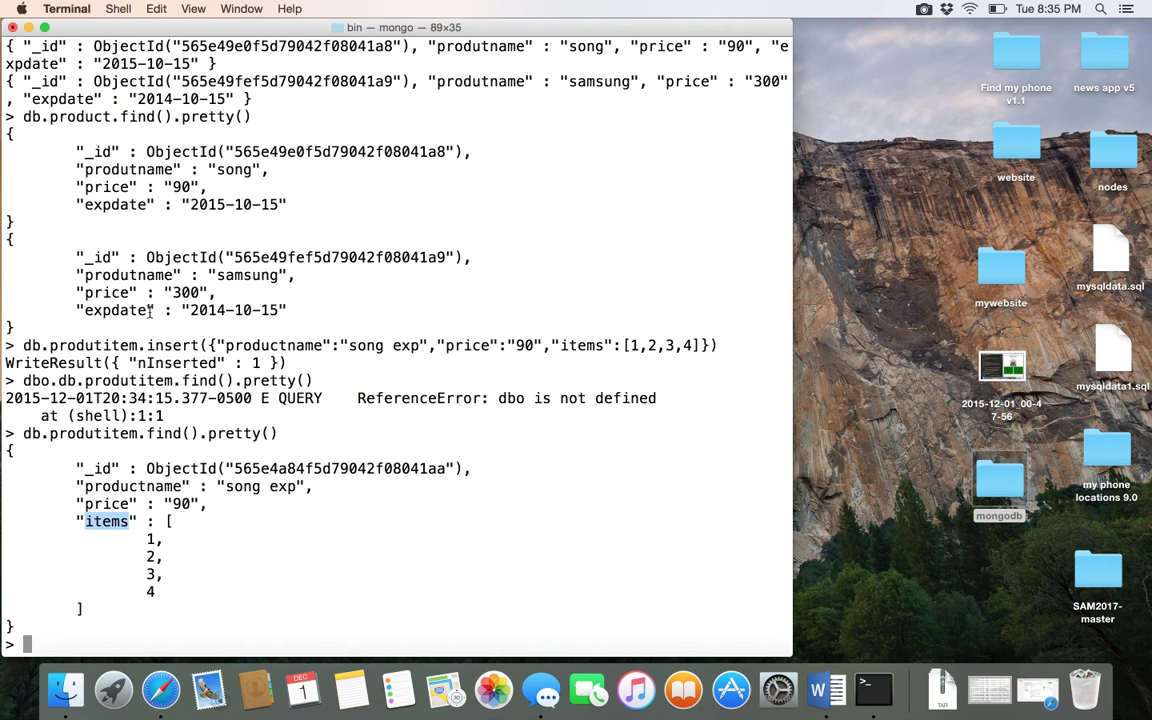 Terminal Shell Edit View Window Help Tue 8:35 PM
bin — mongo — 89×35
{ "_id" : ObjectId("565e49e0f5d79042f08041a8"), "produtname" : "song", "price" : "90", "e
xpdate" : "2015-10-15" }
{ "_id" : ObjectId("565e49fef5d79042f08041a9"), "produtname" : "samsung", "price" : "300"
, "expdate" : "2014-10-15" }
> db.product.find().pretty()
{
"_id" : ObjectId("565e49e0f5d79042f08041a8"),
"produtname" : "song",
"price" : "90",
"expdate" : "2015-10-15"
}
{
"_id" : ObjectId("565e49fef5d79042f08041a9"),
"produtname" : "samsung",
"price" : "300",
"expdate" : "2014-10-15"
}
> db.produtitem.insert({"productname":"song exp","price":"90","items":[1,2,3,4]})
WriteResult({ "nInserted" : 1 })
> dbo.db.produtitem.find().pretty()
2015-12-01T20:34:15.377-0500 E QUERY    ReferenceError: dbo is not defined
at (shell):1:1
> db.produtitem.find().pretty()
{
"_id" : ObjectId("565e4a84f5d79042f08041aa"),
"productname" : "song exp",
"price" : "90",
"items" : [
1,
2,
3,
4
]
}
>
Find my phone
v1.1
news app v5
website
nodes
mywebsite
mysqldata.sql
2015-12-01_00-4
7-56
mysqldata1.sql
mongodb
my phone
locations 9.0
SAM2017-
master
DEC
1
TAR